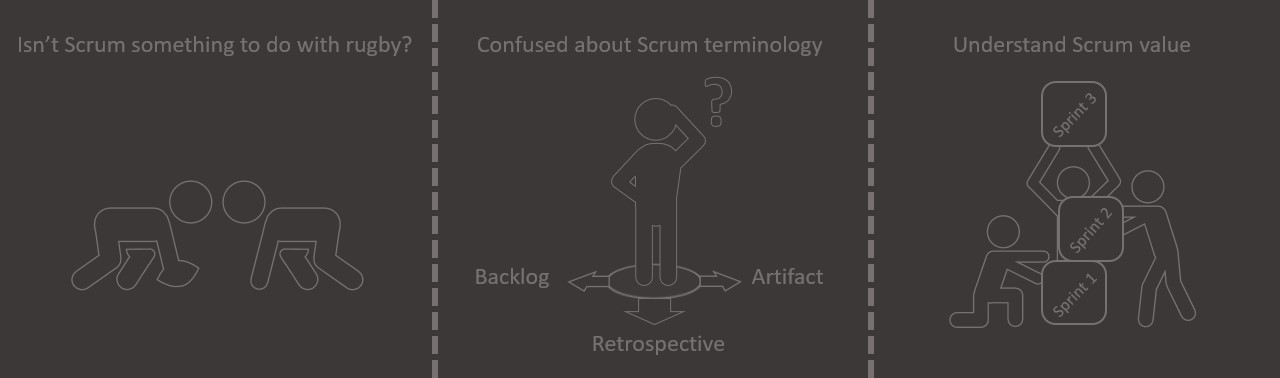 Isn't Scrum something to do with rugby?
Confused about Scrum terminology
?
Backlog
Artifact
Retrospective
Understand Scrum value
Sprint 3
Sprint 2
Sprint 1